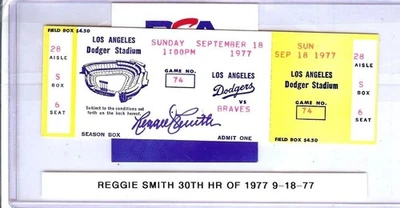 PSA
FIELD BOX $4.50
28
AISLE
S
BOX
6
SEAT
LOS ANGELES
Dodger Stadium
SUNDAY SEPTEMBER 18
1:00PM 1977
GAME NO.
74
LOS ANGELES
Dodgers
VS
BRAVES
Subject to the conditions set
forth on the back hereof.
SEASON BOX
Reggie Smith
ADMIT ONE
SUN
SEP 18 1977
LOS ANGELES
Dodger Stadium
GAME NO.
74
FIELD BOX $4.50
28
AISLE
S
BOX
6
SEAT
REGGIE SMITH 30TH HR OF 1977 9-18-77